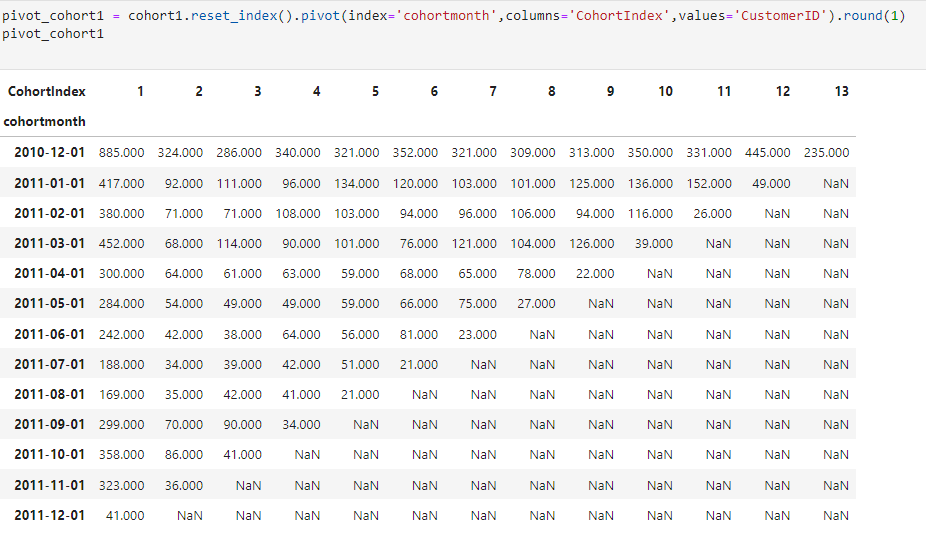 pivot_cohort1 = cohort1.reset_index().pivot(index='cohortmonth',columns='CohortIndex',values='CustomerID').round(1)
pivot_cohort1
CohortIndex 1 2 3 4 5 6 7 8 9 10 11 12 13
cohortmonth
2010-12-01 885.000 324.000 286.000 340.000 321.000 352.000 321.000 309.000 313.000 350.000 331.000 445.000 235.000
2011-01-01 417.000 92.000 111.000 96.000 134.000 120.000 103.000 101.000 125.000 136.000 152.000 49.000 NaN
2011-02-01 380.000 71.000 71.000 108.000 103.000 94.000 96.000 106.000 94.000 116.000 26.000 NaN NaN
2011-03-01 452.000 68.000 114.000 90.000 101.000 76.000 121.000 104.000 126.000 39.000 NaN NaN NaN
2011-04-01 300.000 64.000 61.000 63.000 59.000 68.000 65.000 78.000 22.000 NaN NaN NaN NaN
2011-05-01 284.000 54.000 49.000 49.000 59.000 66.000 75.000 27.000 NaN NaN NaN NaN NaN
2011-06-01 242.000 42.000 38.000 64.000 56.000 81.000 23.000 NaN NaN NaN NaN NaN NaN
2011-07-01 188.000 34.000 39.000 42.000 51.000 21.000 NaN NaN NaN NaN NaN NaN NaN
2011-08-01 169.000 35.000 42.000 41.000 21.000 NaN NaN NaN NaN NaN NaN NaN NaN
2011-09-01 299.000 70.000 90.000 34.000 NaN NaN NaN NaN NaN NaN NaN NaN NaN
2011-10-01 358.000 86.000 41.000 NaN NaN NaN NaN NaN NaN NaN NaN NaN NaN
2011-11-01 323.000 36.000 NaN NaN NaN NaN NaN NaN NaN NaN NaN NaN NaN
2011-12-01 41.000 NaN NaN NaN NaN NaN NaN NaN NaN NaN NaN NaN NaN